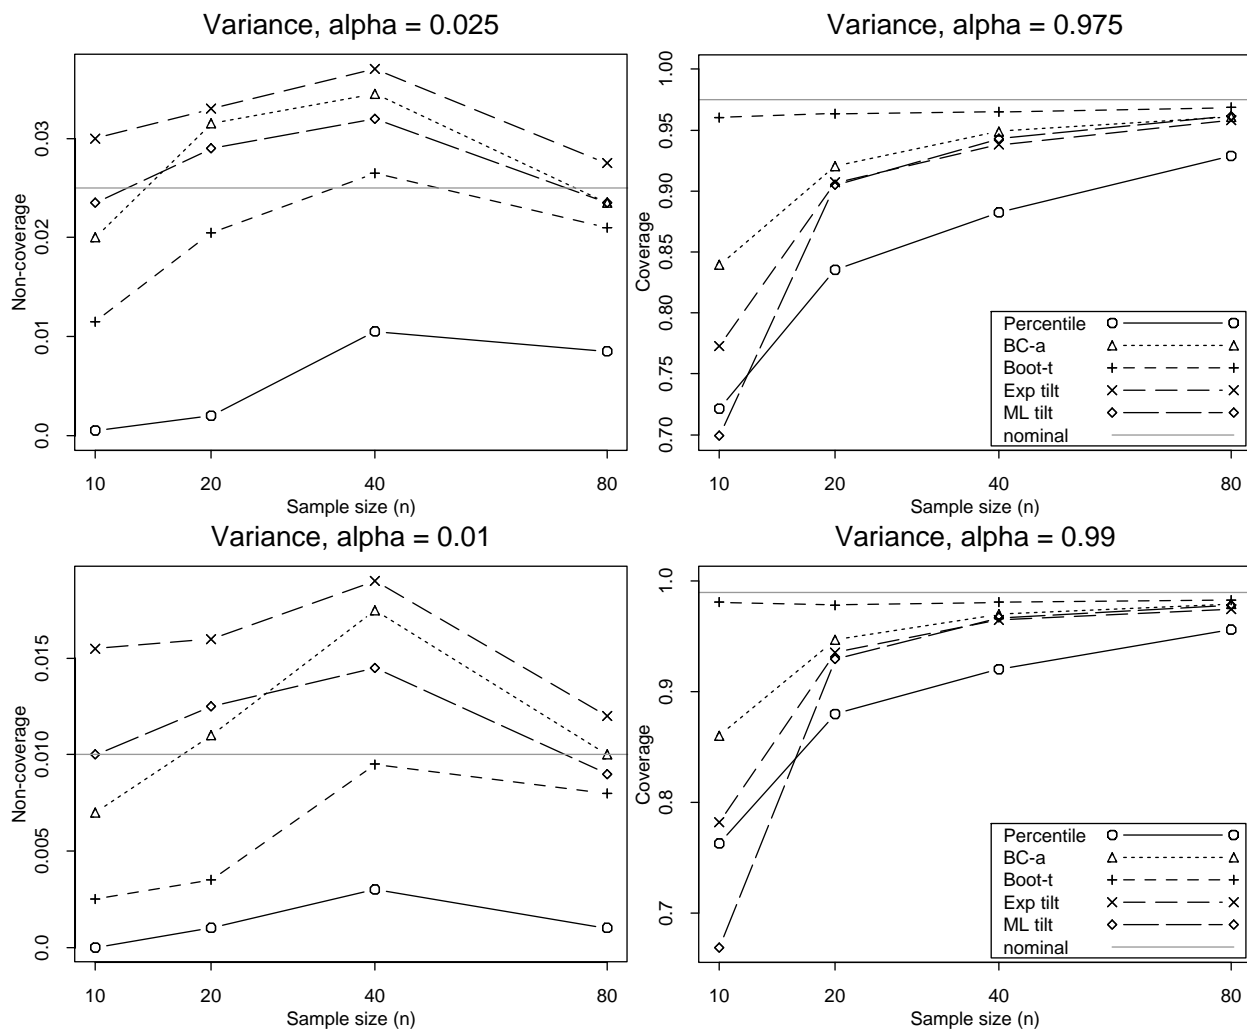 Variance, alpha = 0.025
Non-coverage
0.03
0.02
0.01
0.0
10 20 40 80
Sample size (n)
Variance, alpha = 0.975
Coverage
1.00
0.95
0.90
0.85
0.80
0.75
0.70
Percentile
BC-a
Boot-t
Exp tilt
ML tilt
nominal
10 20 40 80
Sample size (n)
Variance, alpha = 0.01
Non-coverage
0.015
0.010
0.005
0.0
10 20 40 80
Sample size (n)
Variance, alpha = 0.99
Coverage
1.0
0.9
0.8
0.7
Percentile
BC-a
Boot-t
Exp tilt
ML tilt
nominal
10 20 40 80
Sample size (n)